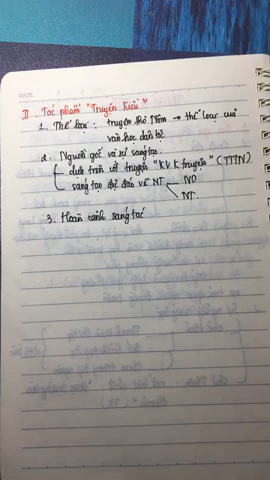 DATE
II. Tác phẩm "Truyện Kiều"
1. Thể loại: truyện thơ Nôm → thể loại của
văn học dân tộc
2. Nguồn gốc và sự sáng tạo.
dựa trên cốt truyện "KVK truyện" (TTTN)
sáng tạo độc đáo về NT ND
NT.
3. Hoàn cảnh sáng tác